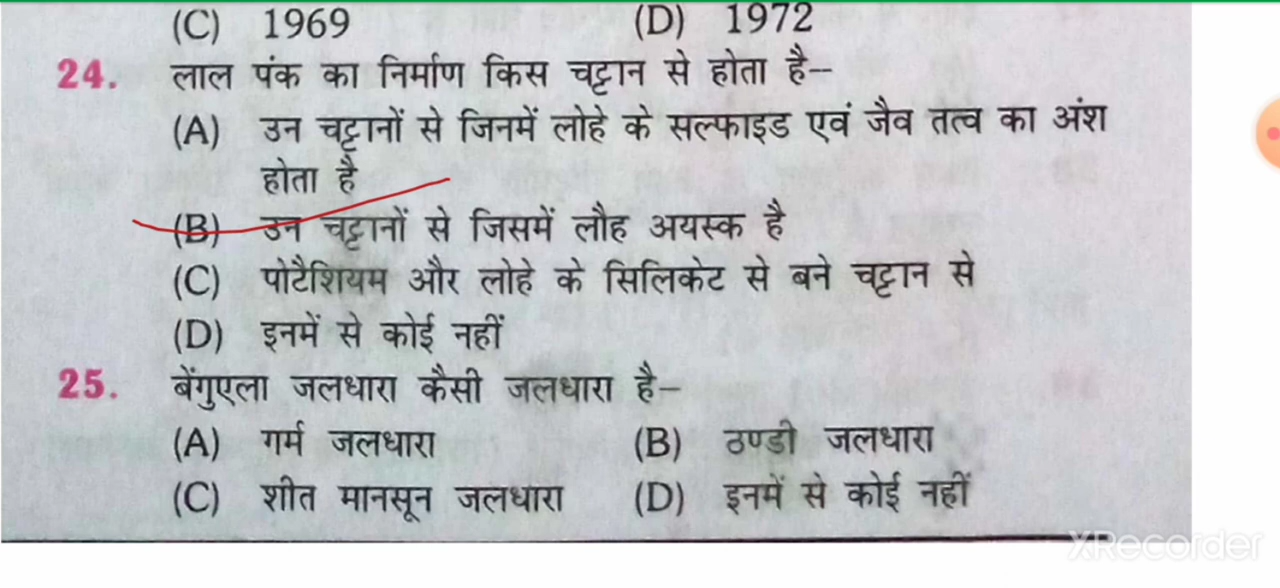 (C) 1969 (D) 1972
24. लाल पंक का निर्माण किस चट्टान से होता है–
(A) उन चट्टानों से जिनमें लोहे के सल्फाइड एवं जैव तत्व का अंश
होता है
(B) उन चट्टानों से जिसमें लौह अयस्क है
(C) पोटैशियम और लोहे के सिलिकेट से बने चट्टान से
(D) इनमें से कोई नहीं
25. बेंगुएला जलधारा कैसी जलधारा है–
(A) गर्म जलधारा (B) ठण्डी जलधारा
(C) शीत मानसून जलधारा (D) इनमें से कोई नहीं
XRecorder